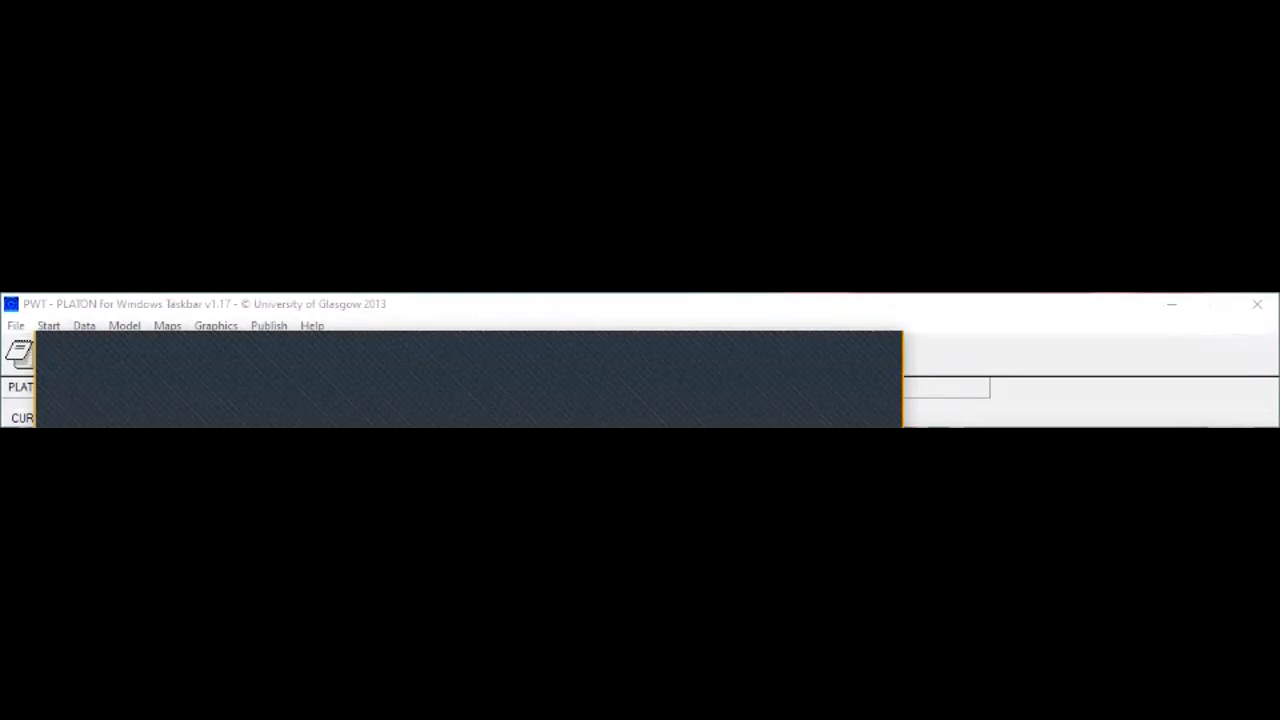 PWT - PLATON for Windows Taskbar v1.17 - © University of Glasgow 2013
File Start Data Model Maps Graphics Publish Help
PLAT
CUR